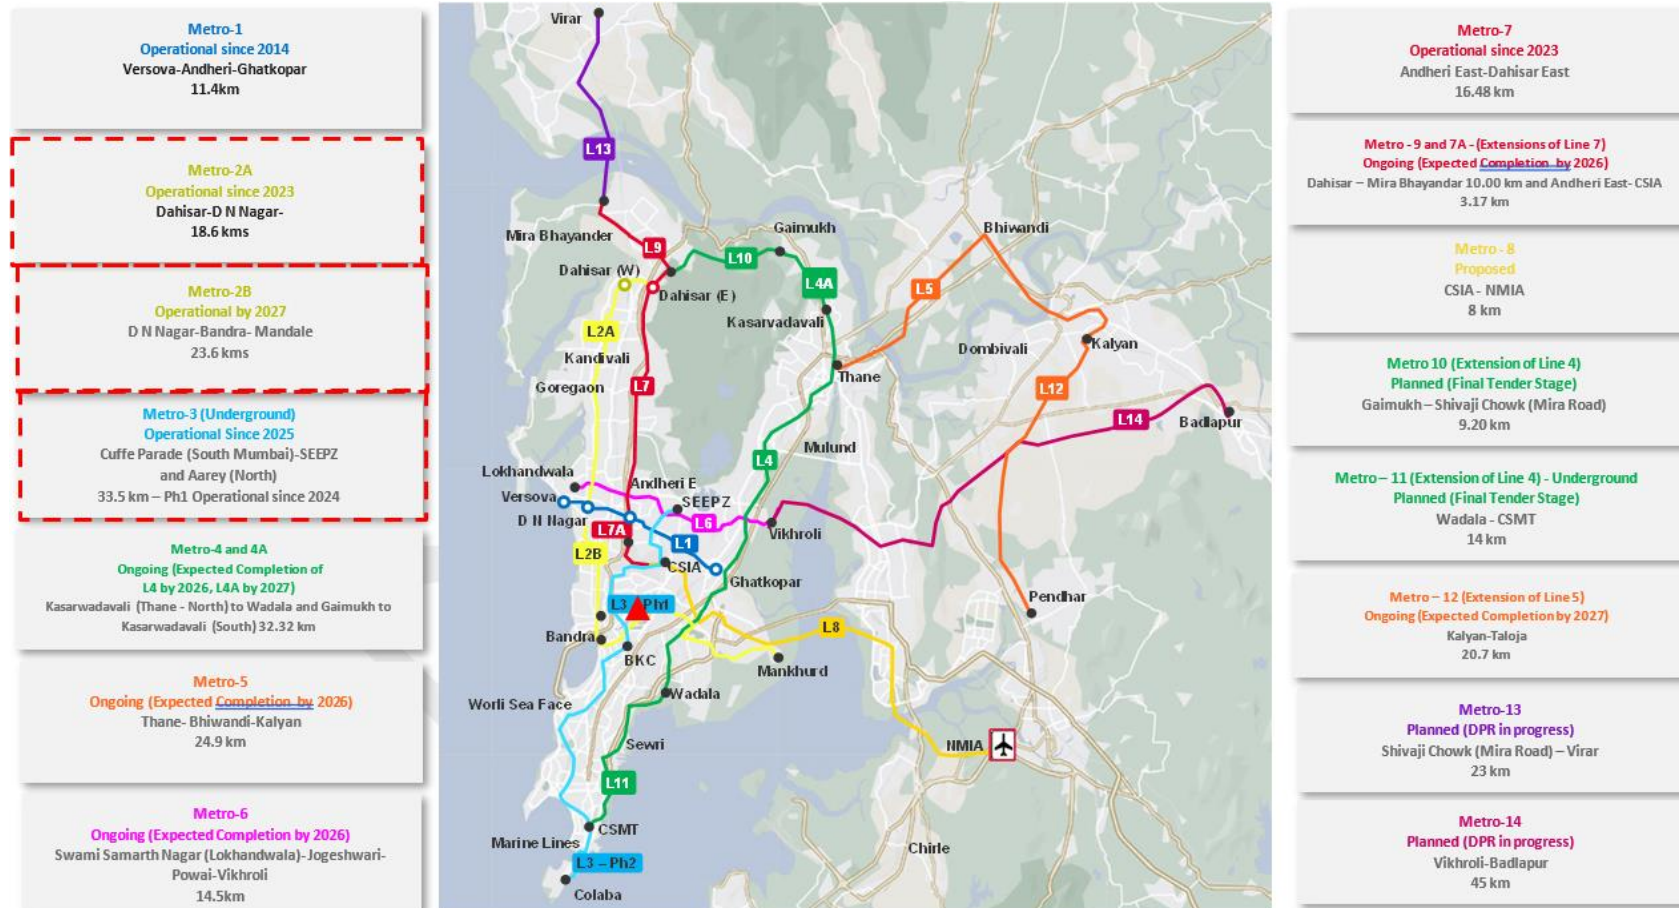 Metro-1
Operational since 2014
Versova-Andheri-Ghatkopar
11.4km
Metro-2A
Operational since 2023
Dahisar-D N Nagar-
18.6 kms
Metro-2B
Operational by 2027
D N Nagar-Bandra- Mandale
23.6 kms
Metro-3 (Underground)
Operational Since 2025
Cuffe Parade (South Mumbai)-SEEPZ
and Aarey (North)
33.5 km – Ph1 Operational since 2024
Metro-4 and 4A
Ongoing (Expected Completion of
L4 by 2026, L4A by 2027)
Kasarwadavali (Thane - North) to Wadala and Gaimukh to
Kasarwadavali (South) 32.32 km
Metro-5
Ongoing (Expected Completion by 2026)
Thane- Bhiwandi-Kalyan
24.9 km
Metro-6
Ongoing (Expected Completion by 2026)
Swami Samarth Nagar (Lokhandwala)-Jogeshwari-
Powai-Vikhroli
14.5km
Virar
L13
Mira Bhayander
L9
Gaimukh
L10
Bhiwandi
Dahisar (W)
Dahisar (E)
L4A
L5
Kasarvadavali
L2A
Kandivali
Dombivali
Kalyan
Goregaon
L7
Thane
L12
L14
Badlapur
Mulund
L4
Lokhandwala
Andheri E
Versova
SEEPZ
D N Nagar
L6
L7A
Vikhroli
L1
L2B
CSIA
Ghatkopar
L3 – Ph1
Pendhar
L8
Bandra
BKC
Mankhurd
Wadala
Worli Sea Face
Sewri
NMIA
L11
CSMT
Marine Lines
L3 – Ph2
Chirle
Colaba
Metro-7
Operational since 2023
Andheri East-Dahisar East
16.48 km
Metro - 9 and 7A - (Extensions of Line 7)
Ongoing (Expected Completion by 2026)
Dahisar – Mira Bhayandar 10.00 km and Andheri East- CSIA
3.17 km
Metro - 8
Proposed
CSIA - NMIA
8 km
Metro 10 (Extension of Line 4)
Planned (Final Tender Stage)
Gaimukh – Shivaji Chowk (Mira Road)
9.20 km
Metro – 11 (Extension of Line 4) - Underground
Planned (Final Tender Stage)
Wadala - CSMT
14 km
Metro – 12 (Extension of Line 5)
Ongoing (Expected Completion by 2027)
Kalyan-Taloja
20.7 km
Metro-13
Planned (DPR in progress)
Shivaji Chowk (Mira Road) – Virar
23 km
Metro-14
Planned (DPR in progress)
Vikhroli-Badlapur
45 km